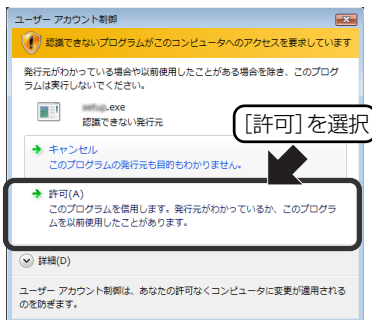 ユーザー アカウント制御
認識できないプログラムがこのコンピュータへのアクセスを要求しています
発行元がわかっている場合や以前使用したことがある場合を除き、このプログ
ラムは実行しないでください。
.exe
認識できない発行元
[許可]を選択
キャンセル
このプログラムの発行元も目的もわかりません。
許可(A)
このプログラムを信用します。発行元がわかっているか、このプログラ
ムを以前使用したことがあります。
詳細(D)
ユーザー アカウント制御は、あなたの許可なくコンピュータに変更が適用される
のを防ぎます。